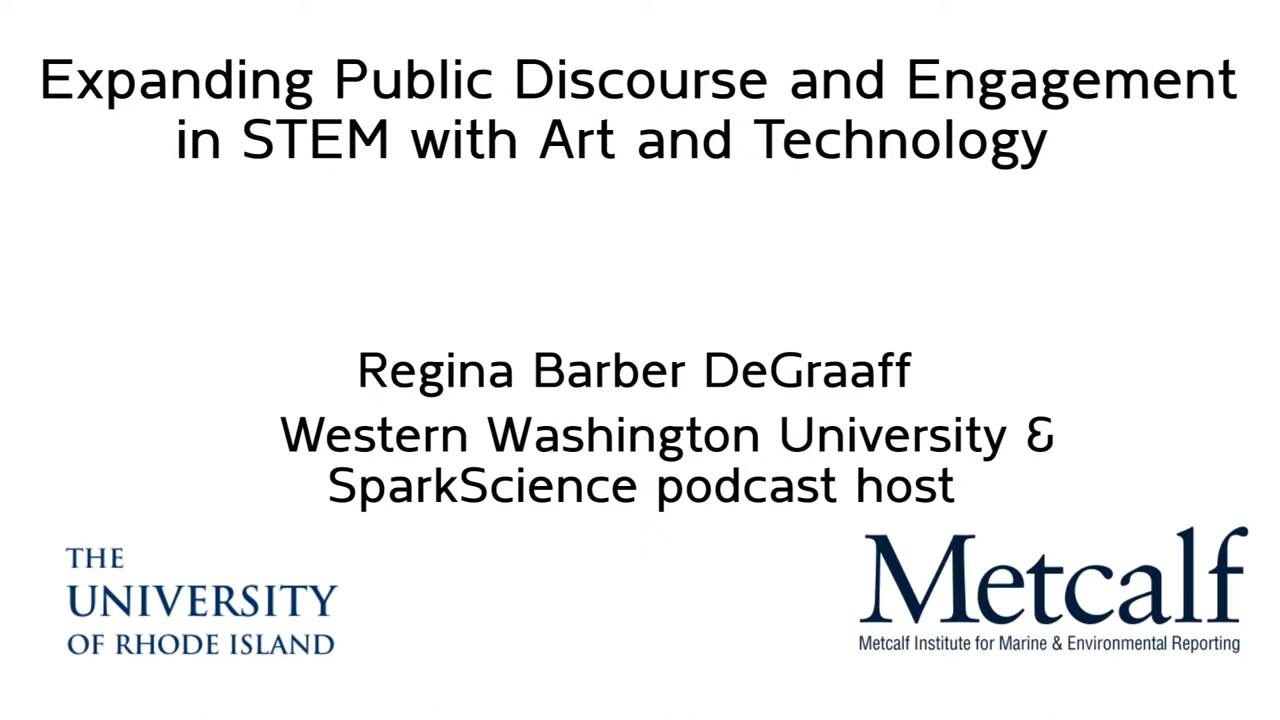 Expanding Public Discourse and Engagement
in STEM with Art and Technology
Regina Barber DeGraaff
Western Washington University &
SparkScience podcast host
THE
UNIVERSITY
OF RHODE ISLAND
Metcalf
Metcalf Institute for Marine & Environmental Reporting